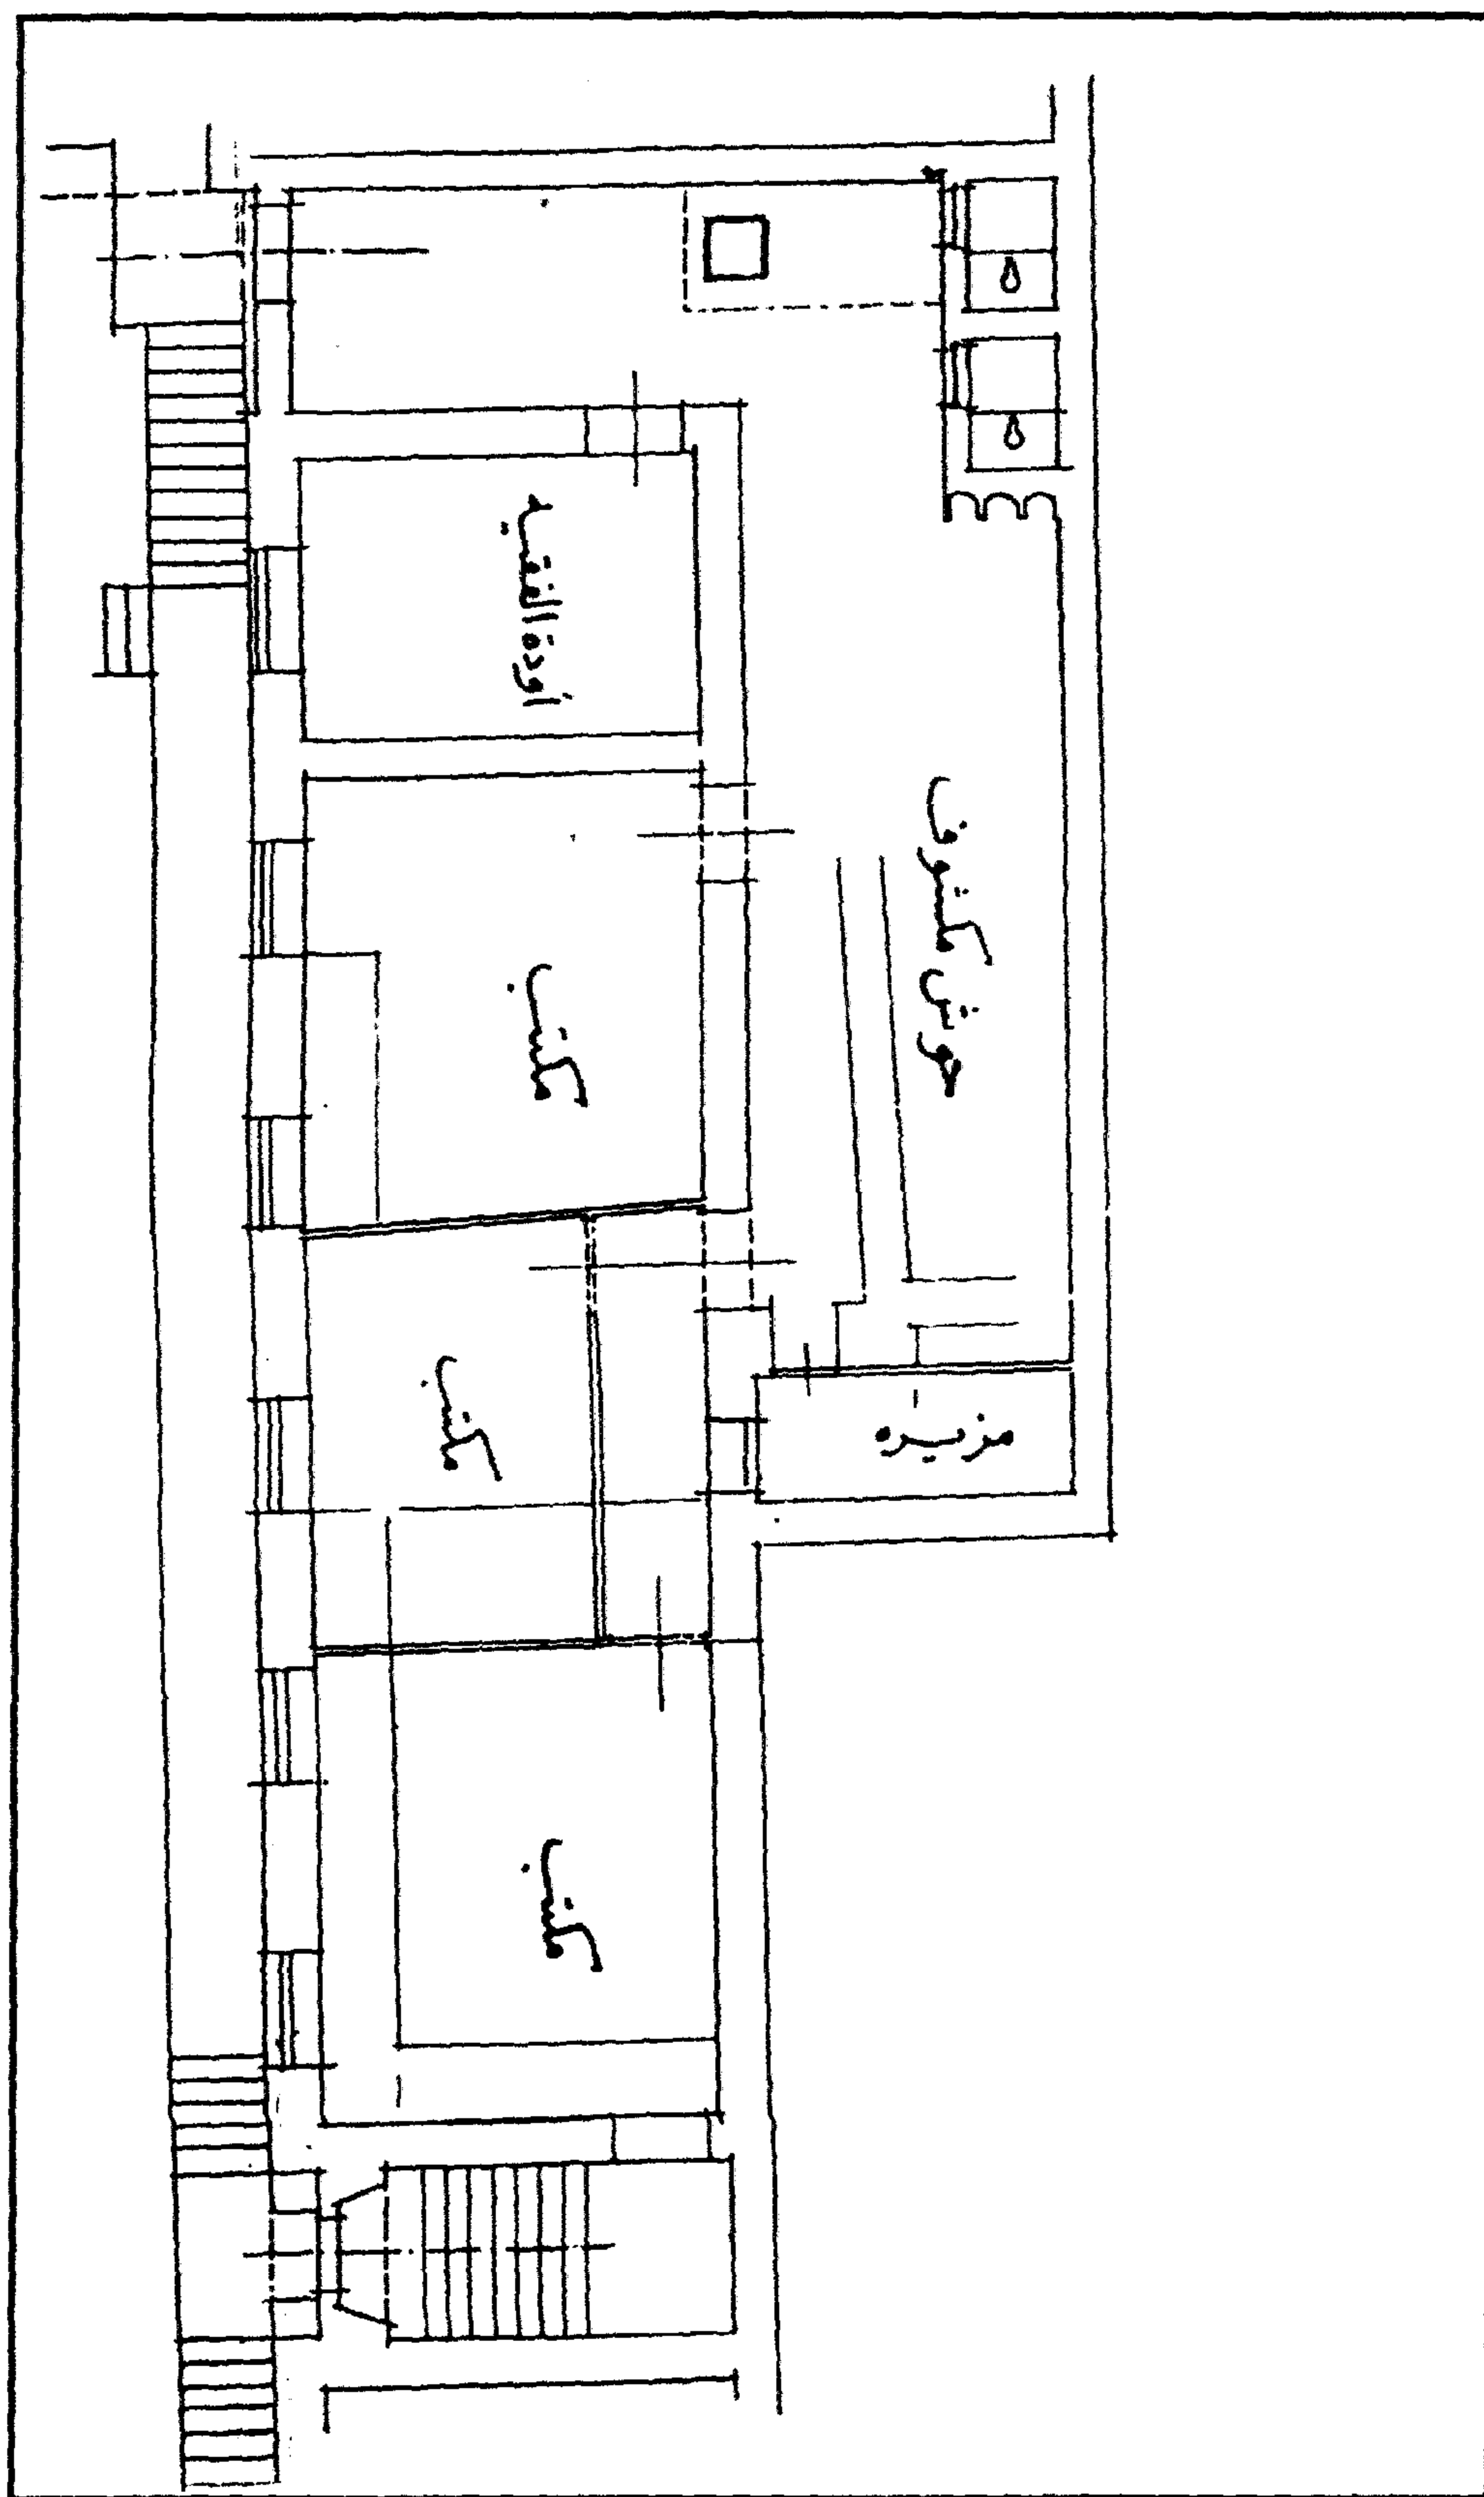 أودة الفقيه
حوش مكشوف
مكتب
مكتب
مزيره
مكتب